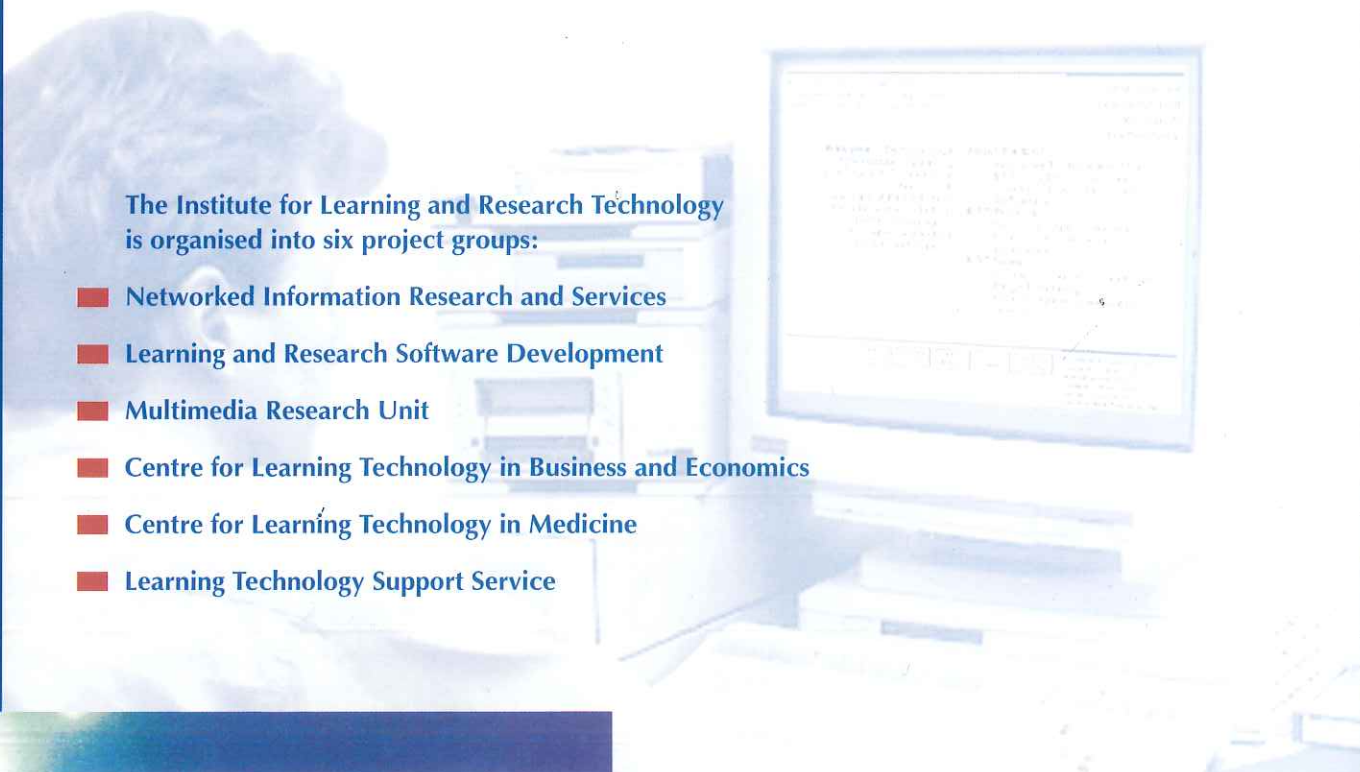 The Institute for Learning and Research Technology
is organised into six project groups:
Networked Information Research and Services
Learning and Research Software Development
Multimedia Research Unit
Centre for Learning Technology in Business and Economics
Centre for Learning Technology in Medicine
Learning Technology Support Service